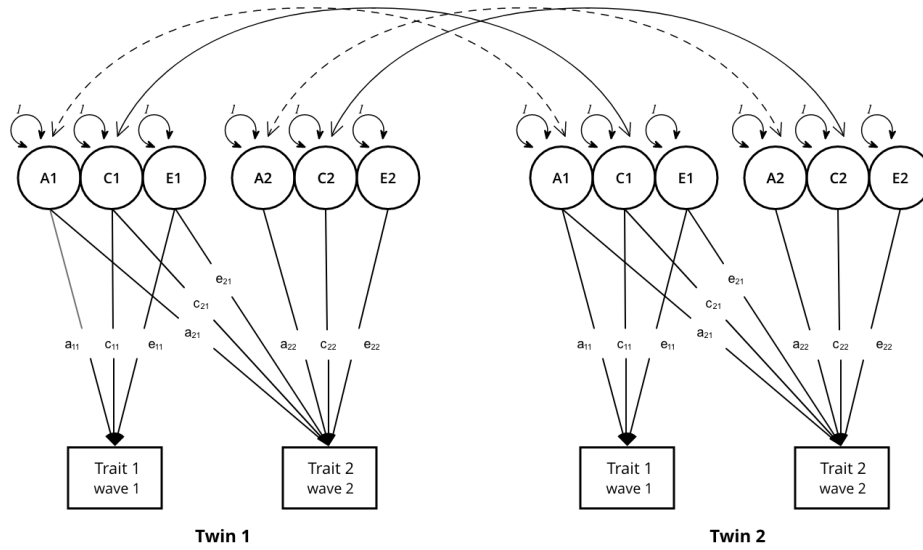 1 1 1 1 1 1 1 1 1 1 1 1
A1 C1 E1 A2 C2 E2 A1 C1 E1 A2 C2 E2
e₂₁ e₂₁
c₂₁ c₂₁
a₂₁ a₂₁
a₁₁ c₁₁ e₁₁ a₂₂ c₂₂ e₂₂ a₁₁ c₁₁ e₁₁ a₂₂ c₂₂ e₂₂
Trait 1 Trait 2 Trait 1 Trait 2
wave 1 wave 2 wave 1 wave 2
Twin 1 Twin 2